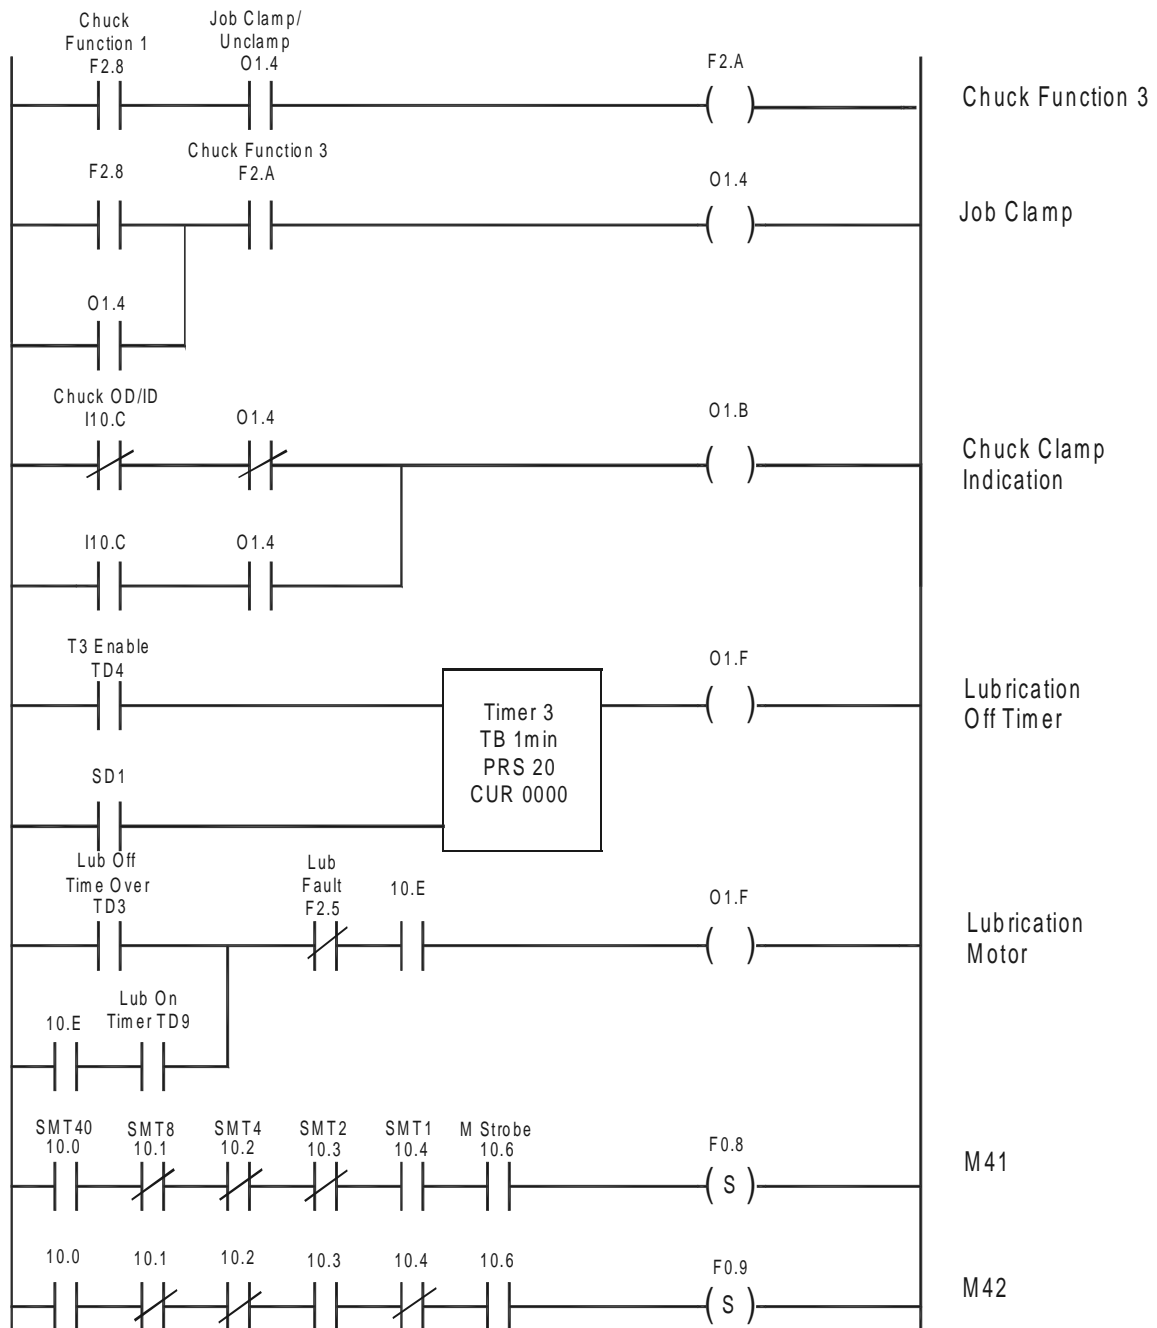 Chuck
Function 1
F2.8
Job Clamp/
Unclamp
O1.4
F2.A
( )
Chuck Function 3
F2.8
Chuck Function 3
F2.A
O1.4
( )
Job Clamp
O1.4
Chuck OD/ID
I10.C
O1.4
O1.B
( )
Chuck Clamp
Indication
I10.C
O1.4
T3 Enable
TD4
Timer 3
TB 1min
PRS 20
CUR 0000
O1.F
( )
Lubrication
Off Timer
SD1
Lub Off
Time Over
TD3
Lub
Fault
F2.5
10.E
O1.F
( )
Lubrication
Motor
10.E
Lub On
Timer TD9
SMT40
10.0
SMT8
10.1
SMT4
10.2
SMT2
10.3
SMT1
10.4
M Strobe
10.6
F0.8
( S )
M41
10.0
10.1
10.2
10.3
10.4
10.6
F0.9
( S )
M42